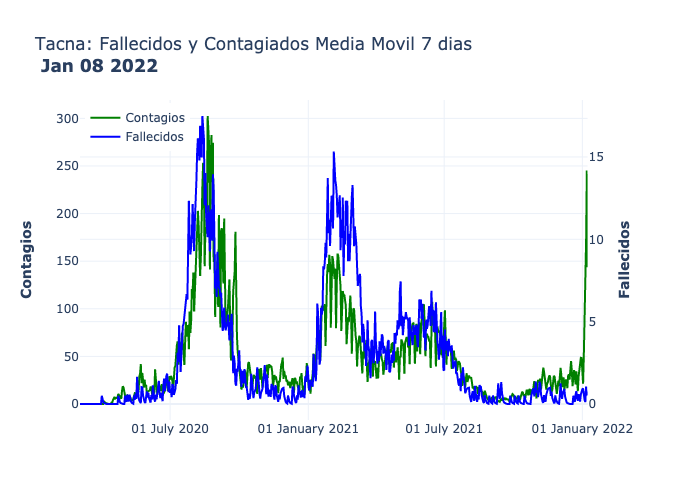 Tacna: Fallecidos y Contagiados Media Movil 7 dias
Jan 08 2022
Contagios
Fallecidos
300
250
200
150
100
50
0
Contagios
15
10
5
0
Fallecidos
01 July 2020
01 January 2021
01 July 2021
01 January 2022